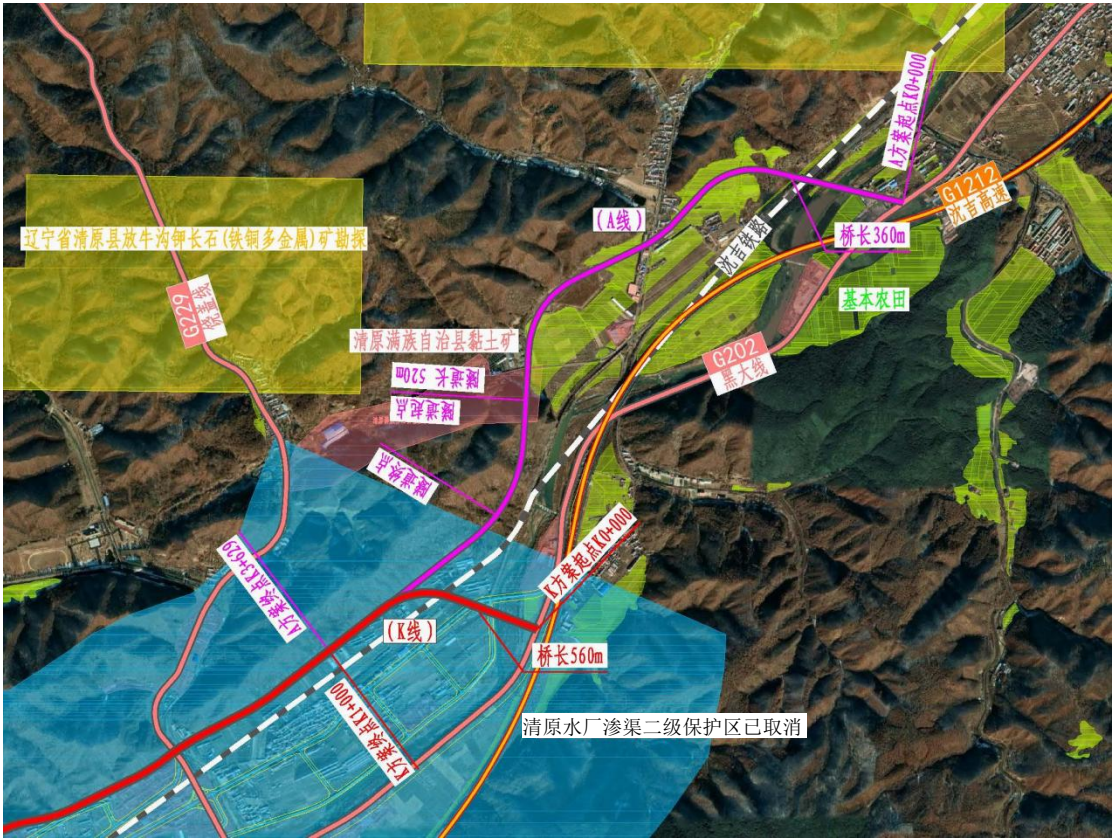 A方案起点K0+000
G1212
沈吉高速
(A线)
沈吉铁路
桥长360m
辽宁省清原县放牛沟钾长石(铁铜多金属)矿勘探
基本农田
G229
饶盖线
清原满族自治县黏土矿
G202
黑大线
隧道长 520m
隧道起点
隧道终点
K方案起点K0+000
A方案终点K3+629
(K线)
桥长560m
K方案终点K1+000
清原水厂渗渠二级保护区已取消